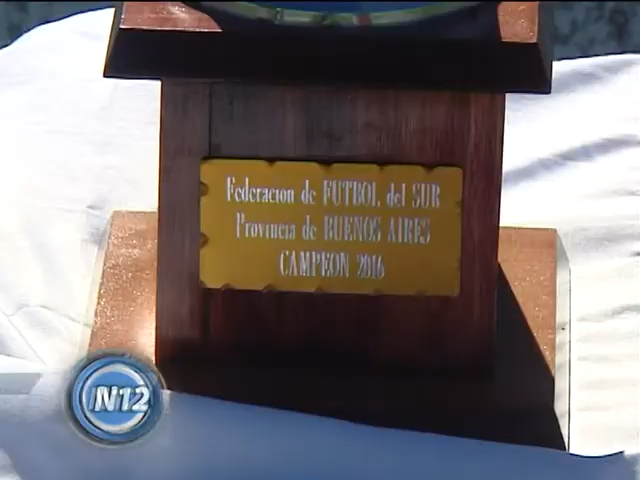 Federacion de FUTBOL del SUR
Provincia de BUENOS AIRES
CAMPEON 2016
N12